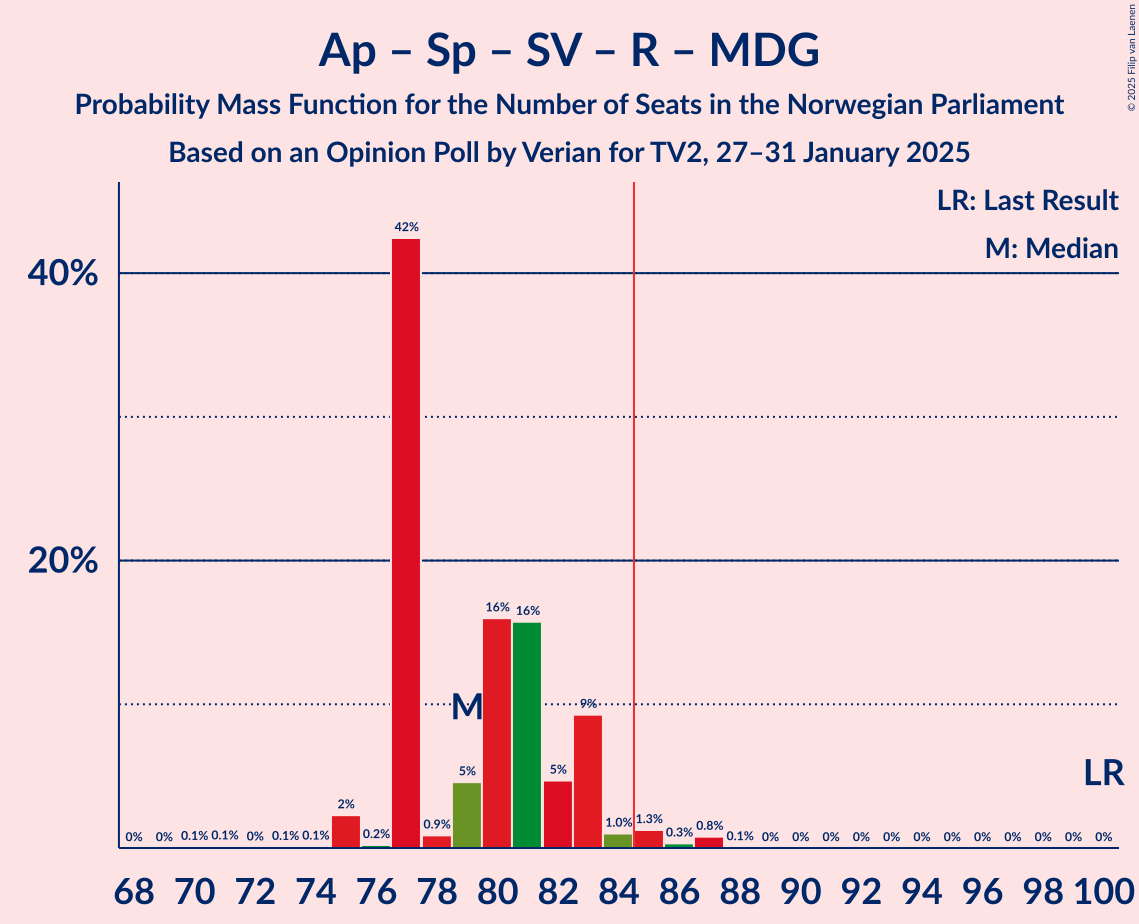 Ap – Sp – SV – R – MDG
Probability Mass Function for the Number of Seats in the Norwegian Parliament
Based on an Opinion Poll by Verian for TV2, 27–31 January 2025
© 2025 Filip van Laenen
LR: Last Result
M: Median
40%
20%
42%
16% 16%
M
9%
5%
5%
LR
2%
0% 0% 0.1% 0.1% 0% 0.1% 0.1% 0.2% 0.9% 1.0% 1.3% 0.3% 0.8% 0.1% 0% 0% 0% 0% 0% 0% 0% 0% 0% 0% 0% 0%
68 70 72 74 76 78 80 82 84 86 88 90 92 94 96 98 100